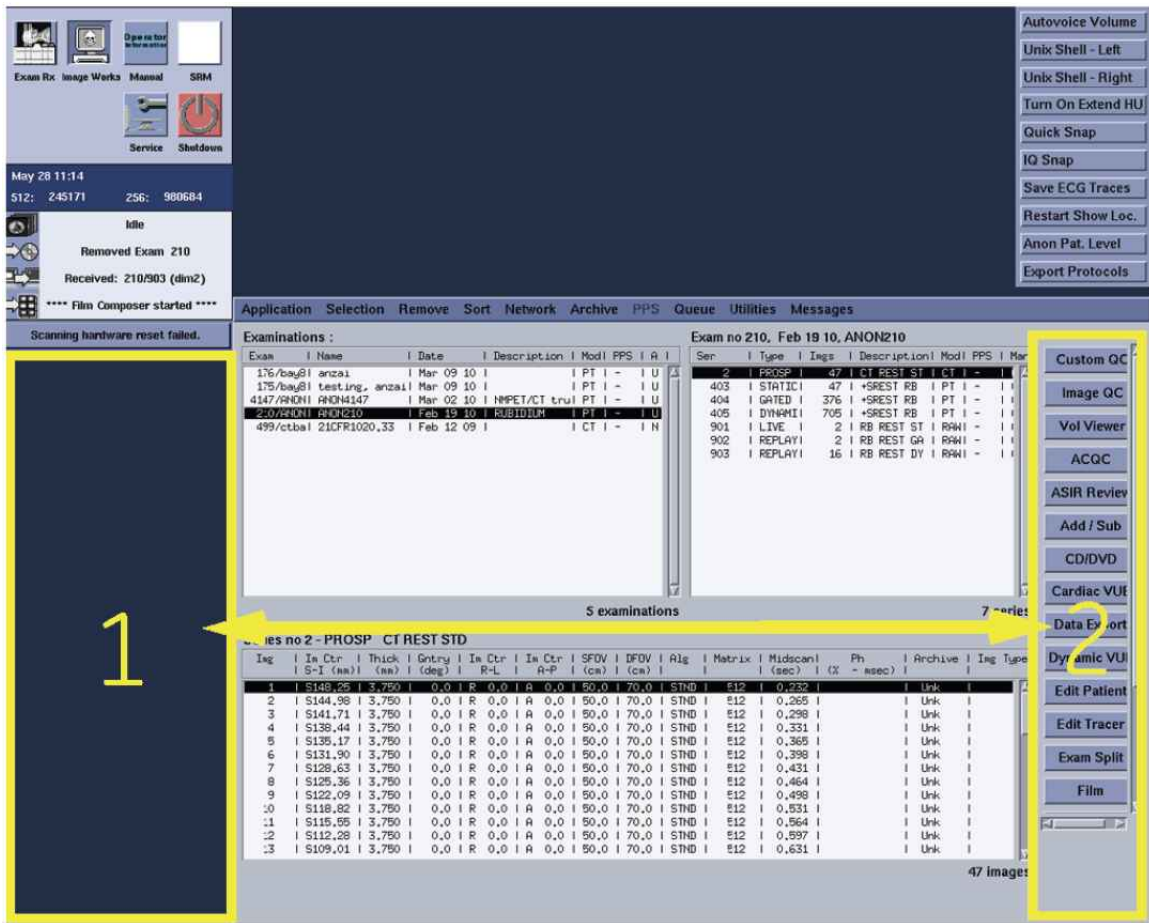 Operator
Information
Exam Rx Image Works Manual SRM
Service Shutdown
May 28 11:14
512: 245171 256: 980684
Idle
Removed Exam 210
Received: 210/903 (dim2)
**** Film Composer started ****
Scanning hardware reset failed.
1
Autovoice Volume
Unix Shell - Left
Unix Shell - Right
Turn On Extend HU
Quick Snap
IQ Snap
Save ECG Traces
Restart Show Loc.
Anon Pat. Level
Export Protocols
Application Selection Remove Sort Network Archive PPS Queue Utilities Messages
Examinations :
Exam | Name | Date | Description | Mod| PPS | A |
176/bay8| anzai | Mar 09 10 | | PT | - | U
175/bay8| testing, anzai| Mar 09 10 | | PT | - | U
4147/ANON| ANON4147 | Mar 02 10 | NMPET/CT tru| PT | - | U
210/ANON| ANON210 | Feb 19 10 | RUBIDIUM | PT | - | U
499/ctba| 21CFR1020.33 | Feb 12 09 | | CT | - | N
5 examinations
Exam no 210, Feb 19 10, ANON210
Ser | Type | Imgs | Description| Mod| PPS | Mar
2 | PROSP | 47 | CT REST ST | CT | - |
403 | STATIC| 47 | +SREST RB | PT | - |
404 | GATED | 376 | +SREST RB | PT | - |
405 | DYNAMI| 705 | +SREST RB | PT | - |
901 | LIVE | 2 | RB REST ST | RAW| - |
902 | REPLAY| 2 | RB REST GA | RAW| - |
903 | REPLAY| 16 | RB REST DY | RAW| - |
7 series
Series no 2 - PROSP CT REST STD
Img | Im Ctr | Thick | Gntry | Im Ctr | Im Ctr | SFOV | DFOV | Alg | Matrix | Midscan| Ph | Archive | Img Type
| S-I (mm)| (mm) | (deg) | R-L | A-P | (cm) | (cm) | | | (sec) | (% - msec) | |
1 | S148.25 | 3.750 | 0.0 | R 0.0 | A 0.0 | 50.0 | 70.0 | STND | 512 | 0.232 | | Unk |
2 | S144.98 | 3.750 | 0.0 | R 0.0 | A 0.0 | 50.0 | 70.0 | STND | 512 | 0.265 | | Unk |
3 | S141.71 | 3.750 | 0.0 | R 0.0 | A 0.0 | 50.0 | 70.0 | STND | 512 | 0.298 | | Unk |
4 | S138.44 | 3.750 | 0.0 | R 0.0 | A 0.0 | 50.0 | 70.0 | STND | 512 | 0.331 | | Unk |
5 | S135.17 | 3.750 | 0.0 | R 0.0 | A 0.0 | 50.0 | 70.0 | STND | 512 | 0.365 | | Unk |
6 | S131.90 | 3.750 | 0.0 | R 0.0 | A 0.0 | 50.0 | 70.0 | STND | 512 | 0.398 | | Unk |
7 | S128.63 | 3.750 | 0.0 | R 0.0 | A 0.0 | 50.0 | 70.0 | STND | 512 | 0.431 | | Unk |
8 | S125.36 | 3.750 | 0.0 | R 0.0 | A 0.0 | 50.0 | 70.0 | STND | 512 | 0.464 | | Unk |
9 | S122.09 | 3.750 | 0.0 | R 0.0 | A 0.0 | 50.0 | 70.0 | STND | 512 | 0.498 | | Unk |
10 | S118.82 | 3.750 | 0.0 | R 0.0 | A 0.0 | 50.0 | 70.0 | STND | 512 | 0.531 | | Unk |
11 | S115.55 | 3.750 | 0.0 | R 0.0 | A 0.0 | 50.0 | 70.0 | STND | 512 | 0.564 | | Unk |
12 | S112.28 | 3.750 | 0.0 | R 0.0 | A 0.0 | 50.0 | 70.0 | STND | 512 | 0.597 | | Unk |
13 | S109.01 | 3.750 | 0.0 | R 0.0 | A 0.0 | 50.0 | 70.0 | STND | 512 | 0.631 | | Unk |
47 images
Custom QC
Image QC
Vol Viewer
ACQC
ASIR Review
Add / Sub
CD/DVD
Cardiac VUE
Data Export
2
Dynamic VUE
Edit Patient
Edit Tracer
Exam Split
Film